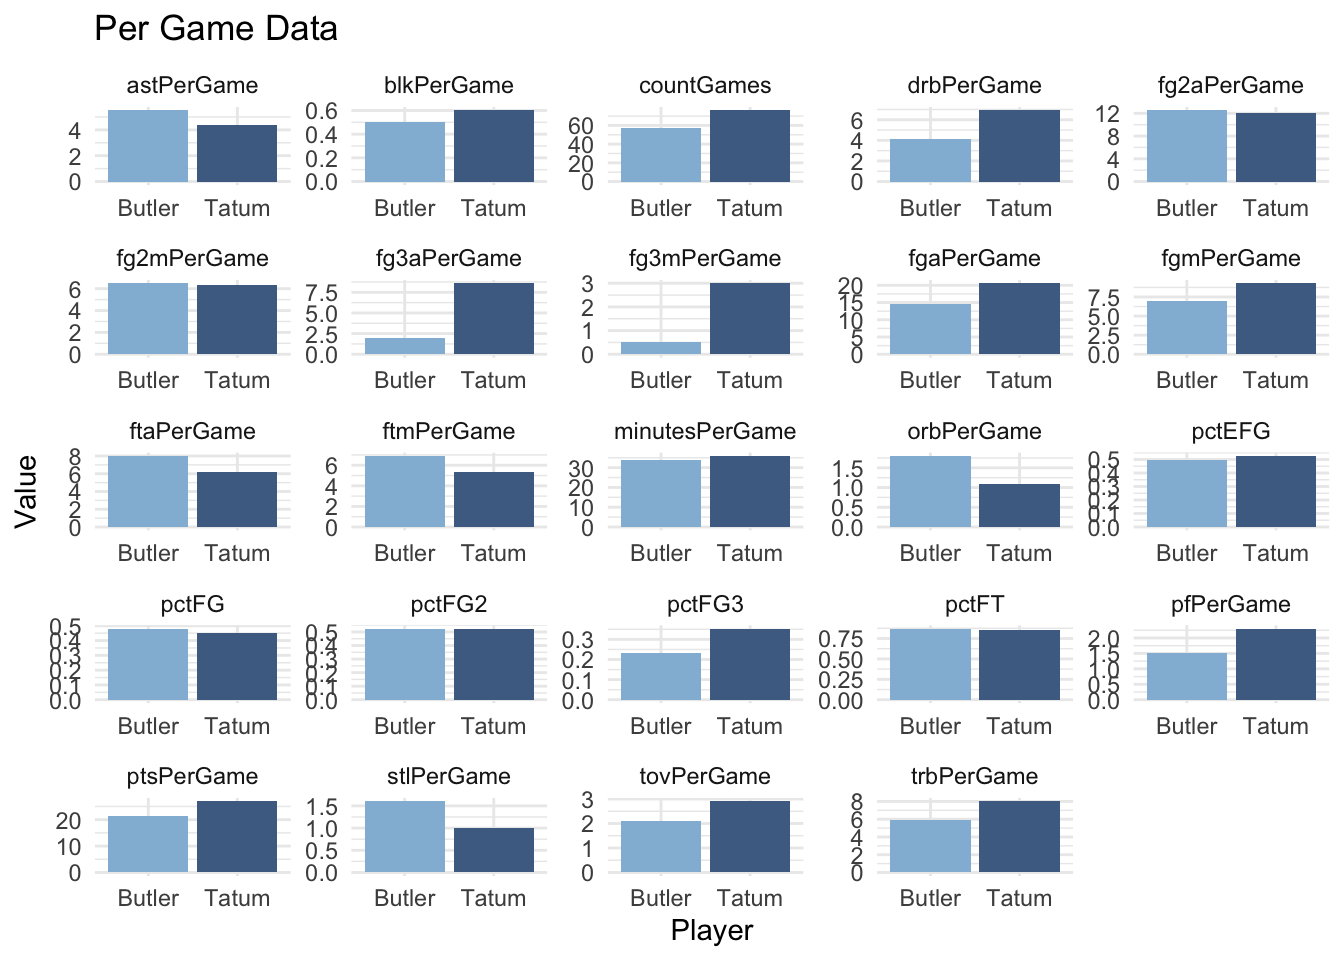 Per Game Data
astPerGame blkPerGame countGames drbPerGame fg2aPerGame
4 2 0
0.6 0.4 0.2 0.0
60 40 20 0
6 4 2 0
12 8 4 0
Butler Tatum Butler Tatum Butler Tatum Butler Tatum Butler Tatum
fg2mPerGame fg3aPerGame fg3mPerGame fgaPerGame fgmPerGame
6 4 2 0
7.5 5.0 2.5 0.0
3 2 1 0
20 15 10 5 0
7.5 5.0 2.5 0.0
Butler Tatum Butler Tatum Butler Tatum Butler Tatum Butler Tatum
ftaPerGame ftmPerGame minutesPerGame orbPerGame pctEFG
8 6 4 2 0
6 4 2 0
30 20 10 0
1.5 1.0 0.5 0.0
0.5 0.4 0.3 0.2 0.1 0.0
Butler Tatum Butler Tatum Butler Tatum Butler Tatum Butler Tatum
pctFG pctFG2 pctFG3 pctFT pfPerGame
0.5 0.4 0.3 0.2 0.1 0.0
0.5 0.4 0.3 0.2 0.1 0.0
0.3 0.2 0.1 0.0
0.75 0.50 0.25 0.00
2.0 1.5 1.0 0.5 0.0
Butler Tatum Butler Tatum Butler Tatum Butler Tatum Butler Tatum
ptsPerGame stlPerGame tovPerGame trbPerGame
20 10 0
1.5 1.0 0.5 0.0
3 2 1 0
8 6 4 2 0
Butler Tatum Butler Tatum Butler Tatum Butler Tatum
Player
Value